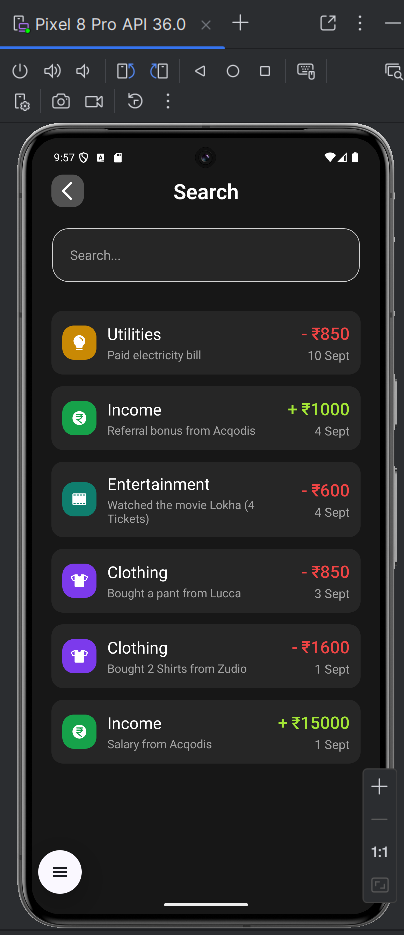 Pixel 8 Pro API 36.0
9:57
Search
Search...
Utilities
- ₹850
Paid electricity bill
10 Sept
Income
+ ₹1000
Referral bonus from Acqodis
4 Sept
Entertainment
- ₹600
Watched the movie Lokha (4
Tickets)
4 Sept
Clothing
- ₹850
Bought a pant from Lucca
3 Sept
Clothing
- ₹1600
Bought 2 Shirts from Zudio
1 Sept
Income
+ ₹15000
Salary from Acqodis
1 Sept
1:1